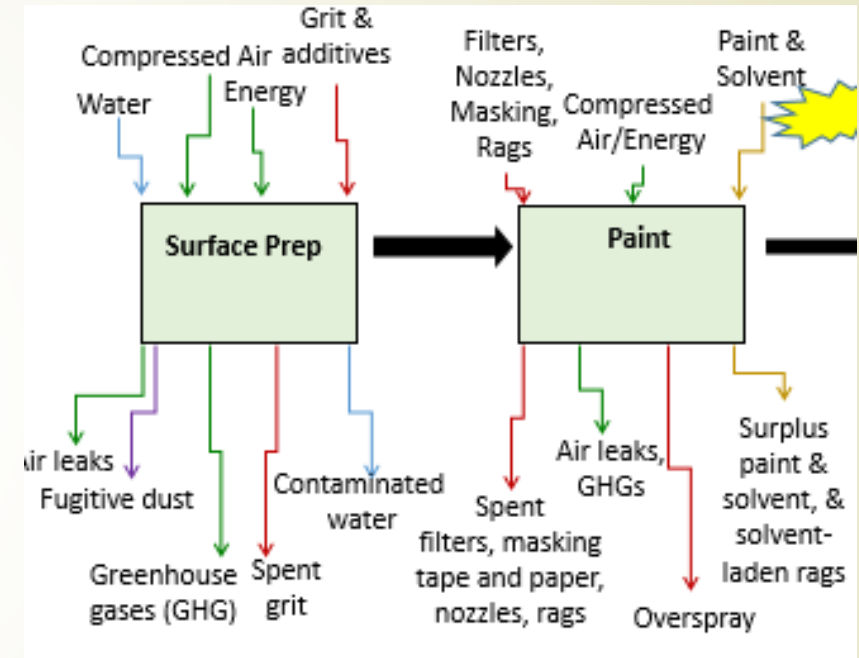 Grit &
Compressed Air additives
Water
Energy
Filters,
Nozzles,
Masking,
Rags
Compressed
Air/Energy
Paint &
Solvent
Surface Prep
Paint
Air leaks
Fugitive dust
Greenhouse
gases (GHG)
Spent
grit
Contaminated
water
Spent
filters, masking
tape and paper,
nozzles, rags
Air leaks,
GHGs
Overspray
Surplus
paint &
solvent, &
solvent-
laden rags